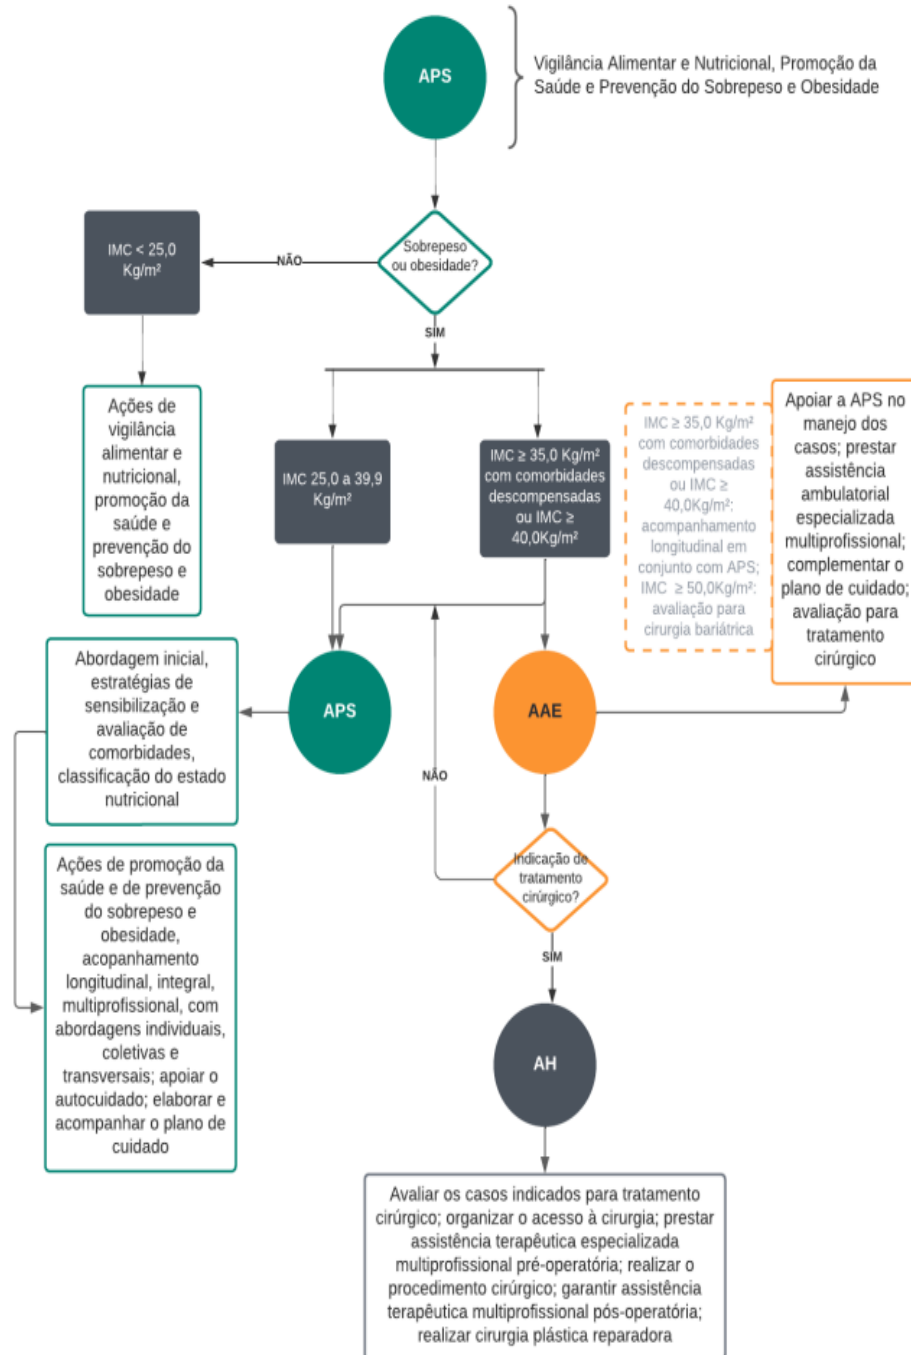 APS
Vigilância Alimentar e Nutricional, Promoção da
Saúde e Prevenção do Sobrepeso e Obesidade
Sobrepeso
ou obesidade?
NÃO
IMC < 25,0
Kg/m²
SIM
Ações de
vigilância
alimentar e
nutricional,
promoção da
saúde e
prevenção do
sobrepeso e
obesidade
IMC 25,0 a 39,9
Kg/m²
IMC ≥ 35,0 Kg/m²
com comorbidades
descompensadas
ou IMC ≥
40,0Kg/m²
IMC ≥ 35,0 Kg/m²
com comorbidades
descompensadas
ou IMC ≥
40,0Kg/m²:
acompanhamento
longitudinal em
conjunto com APS;
IMC ≥ 50,0Kg/m²:
avaliação para
cirurgia bariátrica
Apoiar a APS no
manejo dos
casos; prestar
assistência
ambulatorial
especializada
multiprofissional;
complementar o
plano de cuidado;
avaliação para
tratamento
cirúrgico
Abordagem inicial,
estratégias de
sensibilização e
avaliação de
comorbidades,
classificação do estado
nutricional
APS
AAE
NÃO
Indicação de
tratamento
cirúrgico?
Ações de promoção da
saúde e de prevenção
do sobrepeso e
obesidade,
acopanhamento
longitudinal, integral,
multiprofissional, com
abordagens individuais,
coletivas e
transversais; apoiar o
autocuidado; elaborar e
acompanhar o plano de
cuidado
SIM
AH
Avaliar os casos indicados para tratamento
cirúrgico; organizar o acesso à cirurgia; prestar
assistência terapêutica especializada
multiprofissional pré-operatória; realizar o
procedimento cirúrgico; garantir assistência
terapêutica multiprofissional pós-operatória;
realizar cirurgia plástica reparadora